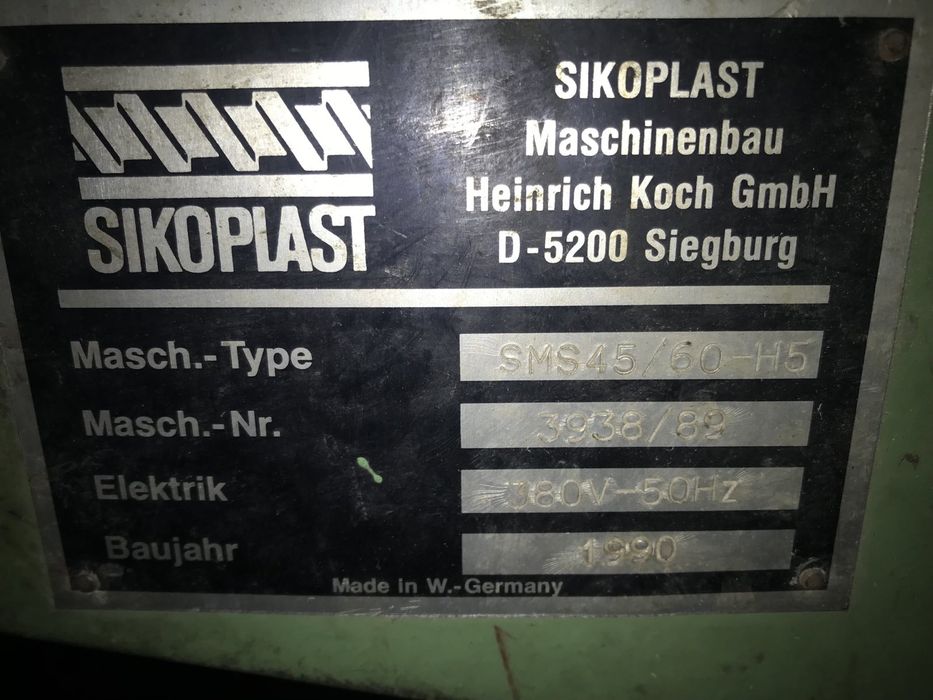 SIKOPLAST
SIKOPLAST
Maschinenbau
Heinrich Koch GmbH
D-5200 Siegburg
Masch.-Type SMS45/60-H5
Masch.-Nr. 3938/89
Elektrik 380V-50Hz
Baujahr 1990
Made in W.-Germany